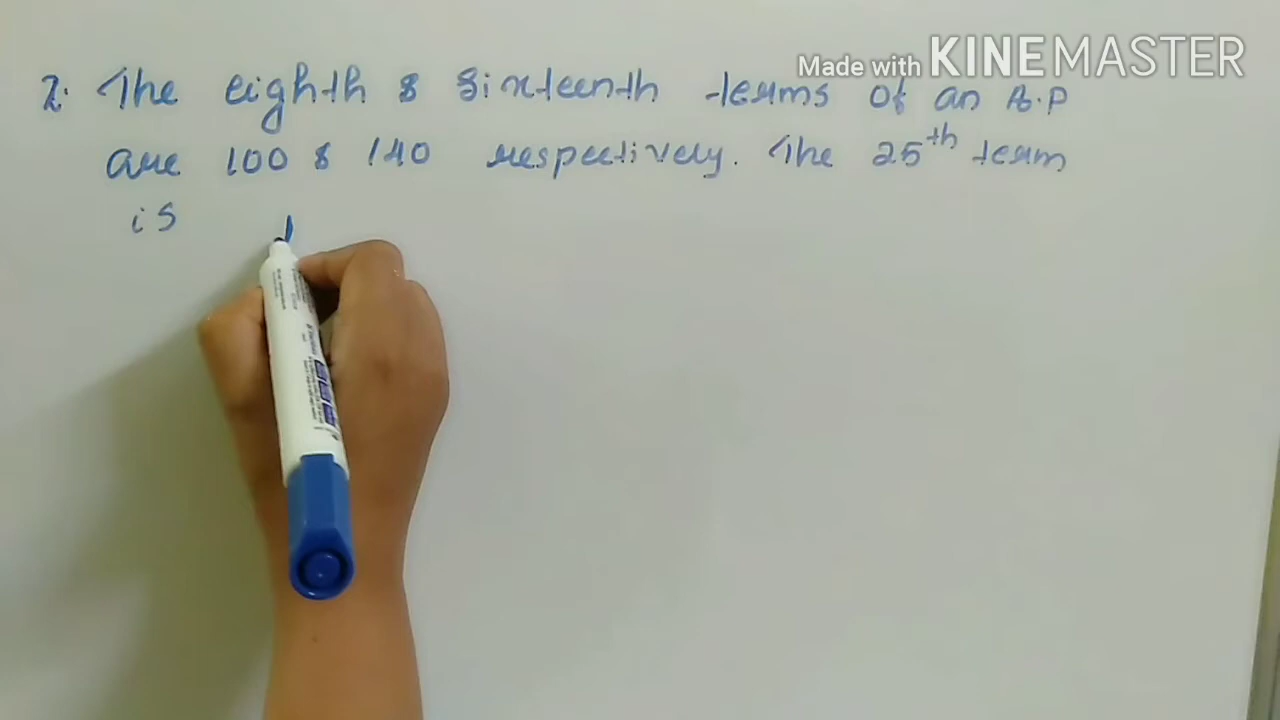 Made with KINEMASTER
2. The eighth & sixteenth terms of an A.P
are 100 & 140 respectively. The 25th term
is